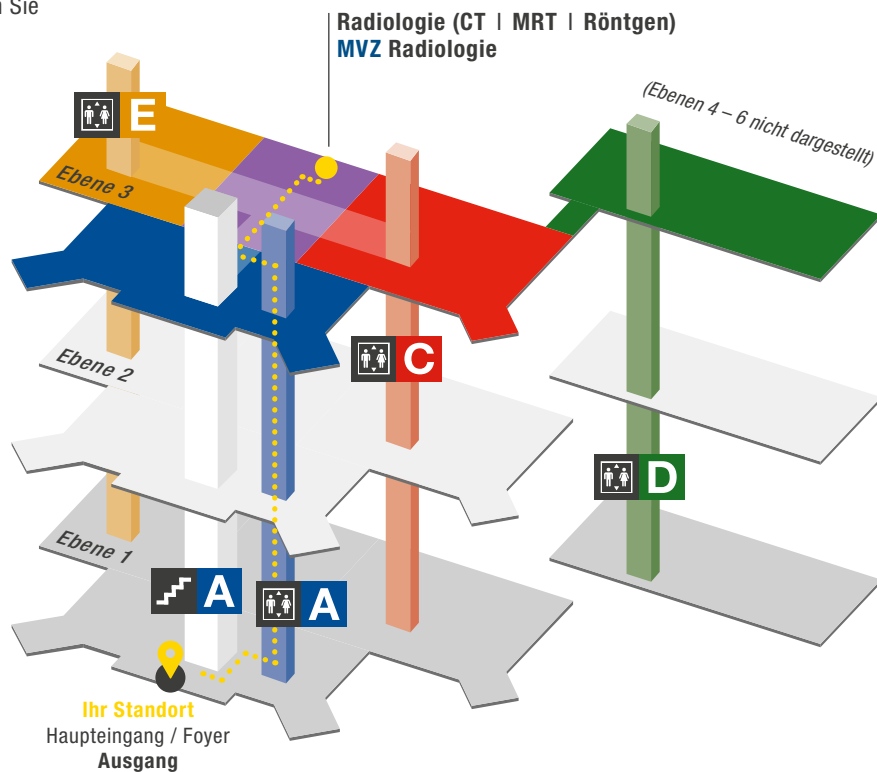 Sie
Radiologie (CT | MRT | Röntgen)
MVZ Radiologie
(Ebenen 4 – 6 nicht dargestellt)
E
Ebene 3
C
Ebene 2
D
Ebene 1
A
A
Ihr Standort
Haupteingang / Foyer
Ausgang